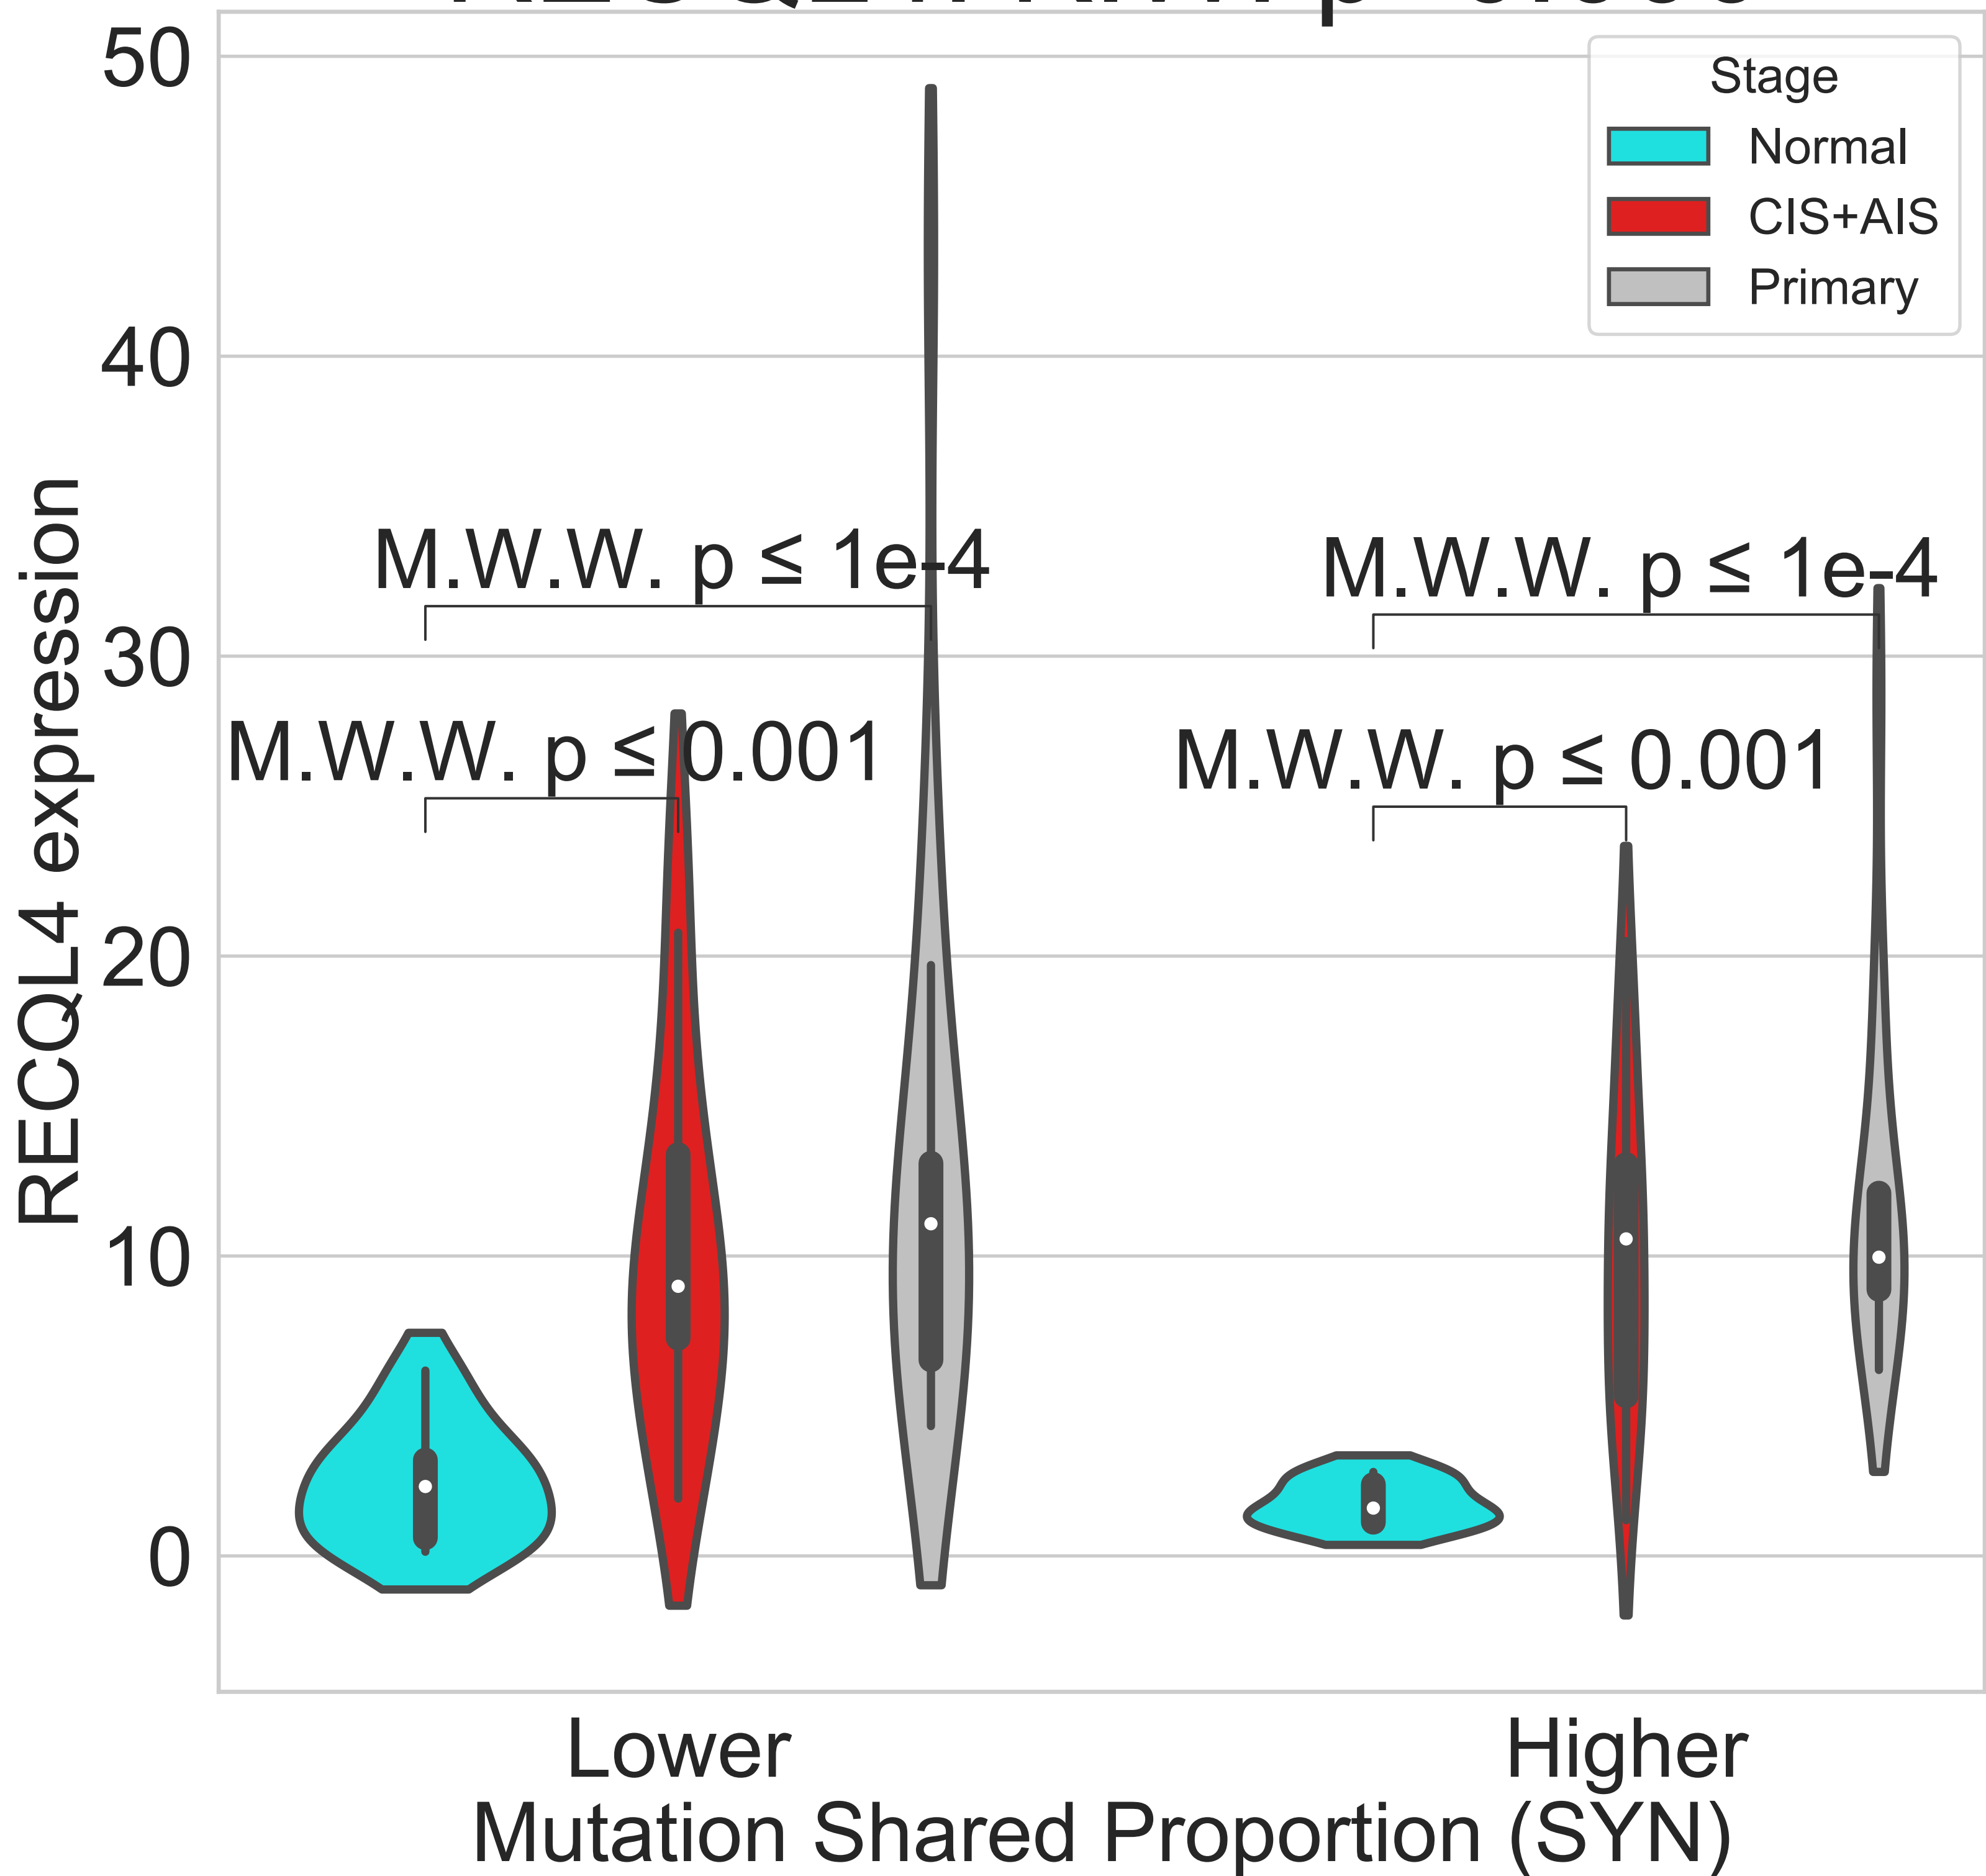 50
Stage
Normal
CIS+AIS
Primary
40
M.W.W. p ≤ 1e-4
M.W.W. p ≤ 1e-4
30
M.W.W. p ≤ 0.001
M.W.W. p ≤ 0.001
20
10
0
RECQL4 expression
Lower
Higher
Mutation Shared Proportion (SYN)